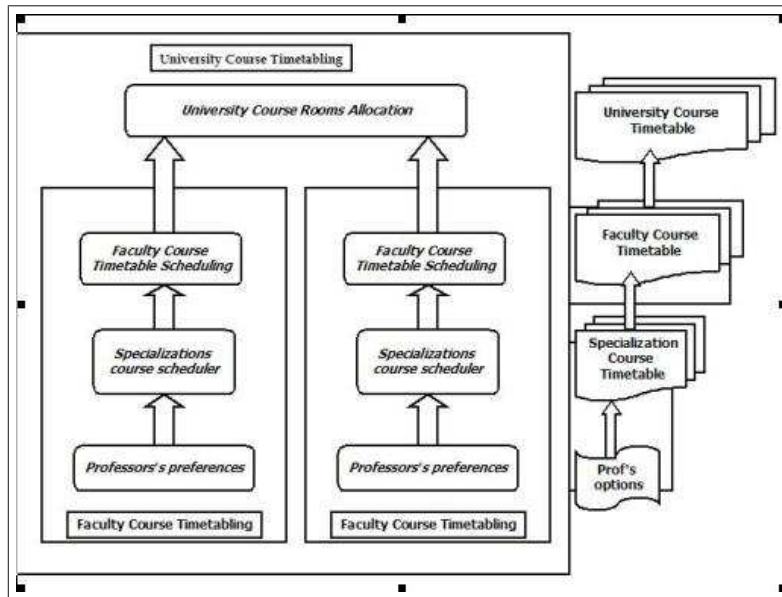 University Course Timetabling
University Course Rooms Allocation
Faculty Course
Timetable Scheduling
Specializations
course scheduler
Professors's preferences
Faculty Course Timetabling
Faculty Course
Timetable Scheduling
Specializations
course scheduler
Professors's preferences
Faculty Course Timetabling
University Course
Timetable
Faculty Course
Timetable
Specialization
Course
Timetable
Prof's
options